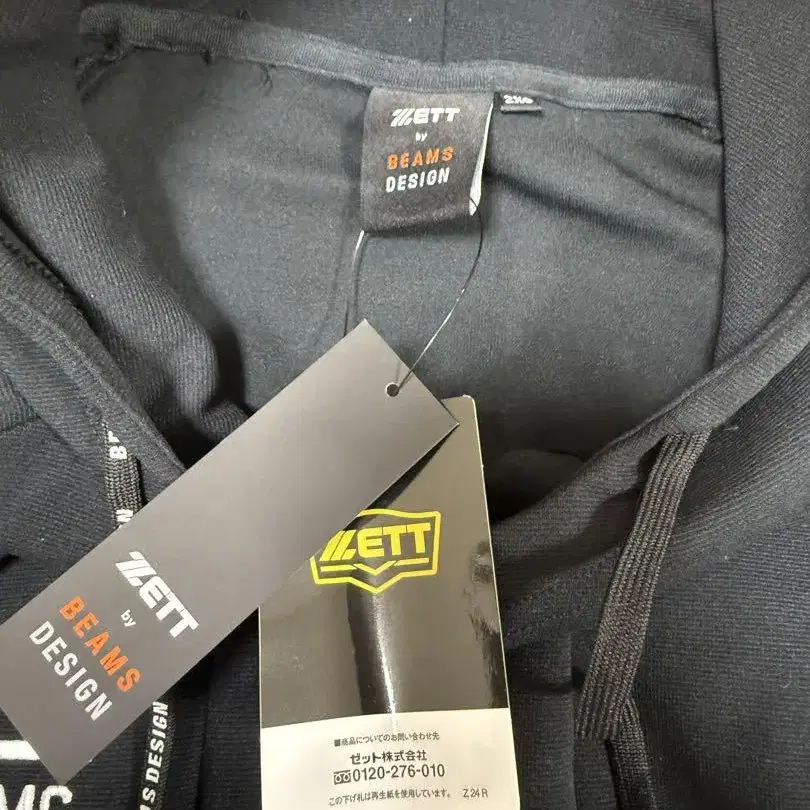 ZETT
by
BEAMS
DESIGN
ZETT
ZETT
by
BEAMS
DESIGN
■商品についてのお問い合わせ先
ゼット株式会社
0120-276-010
この下げ札は再生紙を使用しています Z,24R
S DESIGN